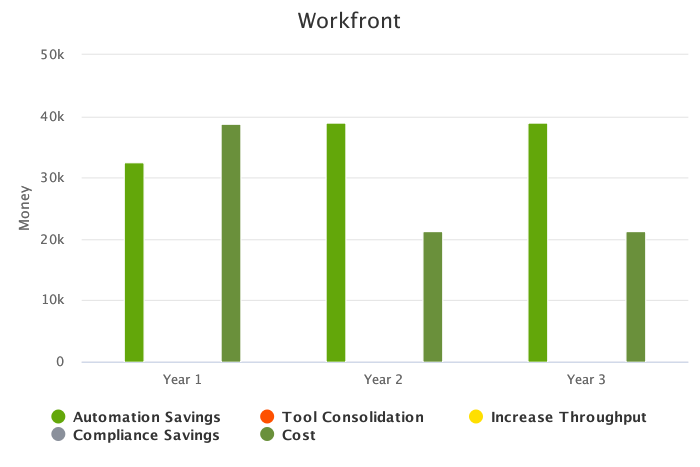 Workfront
50k
40k
30k
20k
10k
0
Money
Year 1 Year 2 Year 3
Automation Savings Tool Consolidation Increase Throughput
Compliance Savings Cost